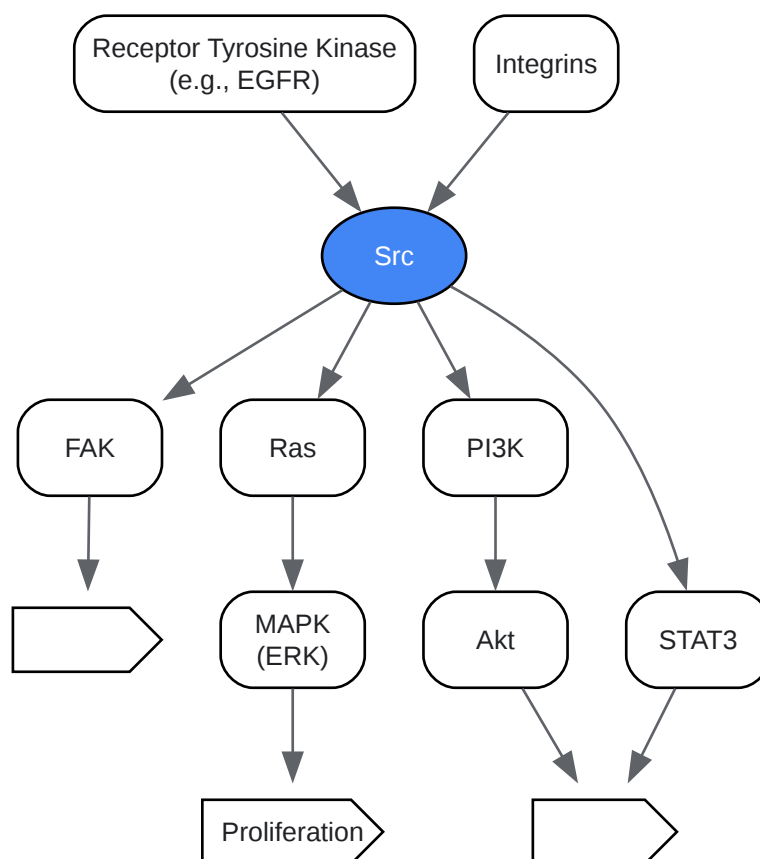 Receptor Tyrosine Kinase
(e.g., EGFR)
Integrins
Src
FAK
Ras
PI3K
MAPK
(ERK)
Akt
STAT3
Proliferation